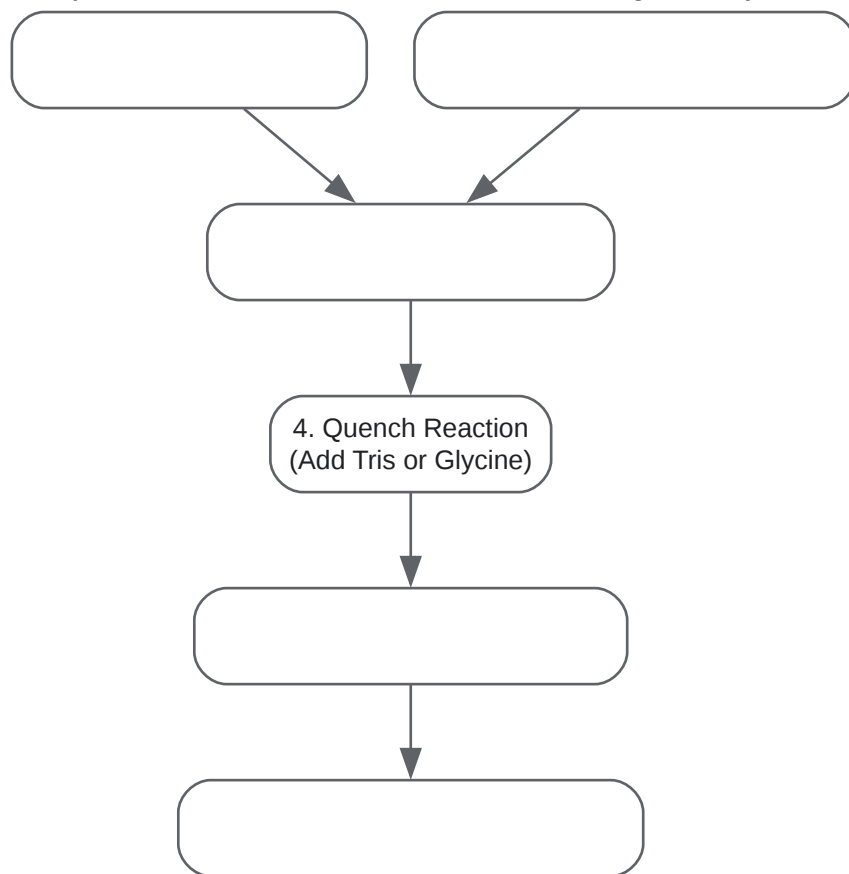 4. Quench Reaction
(Add Tris or Glycine)